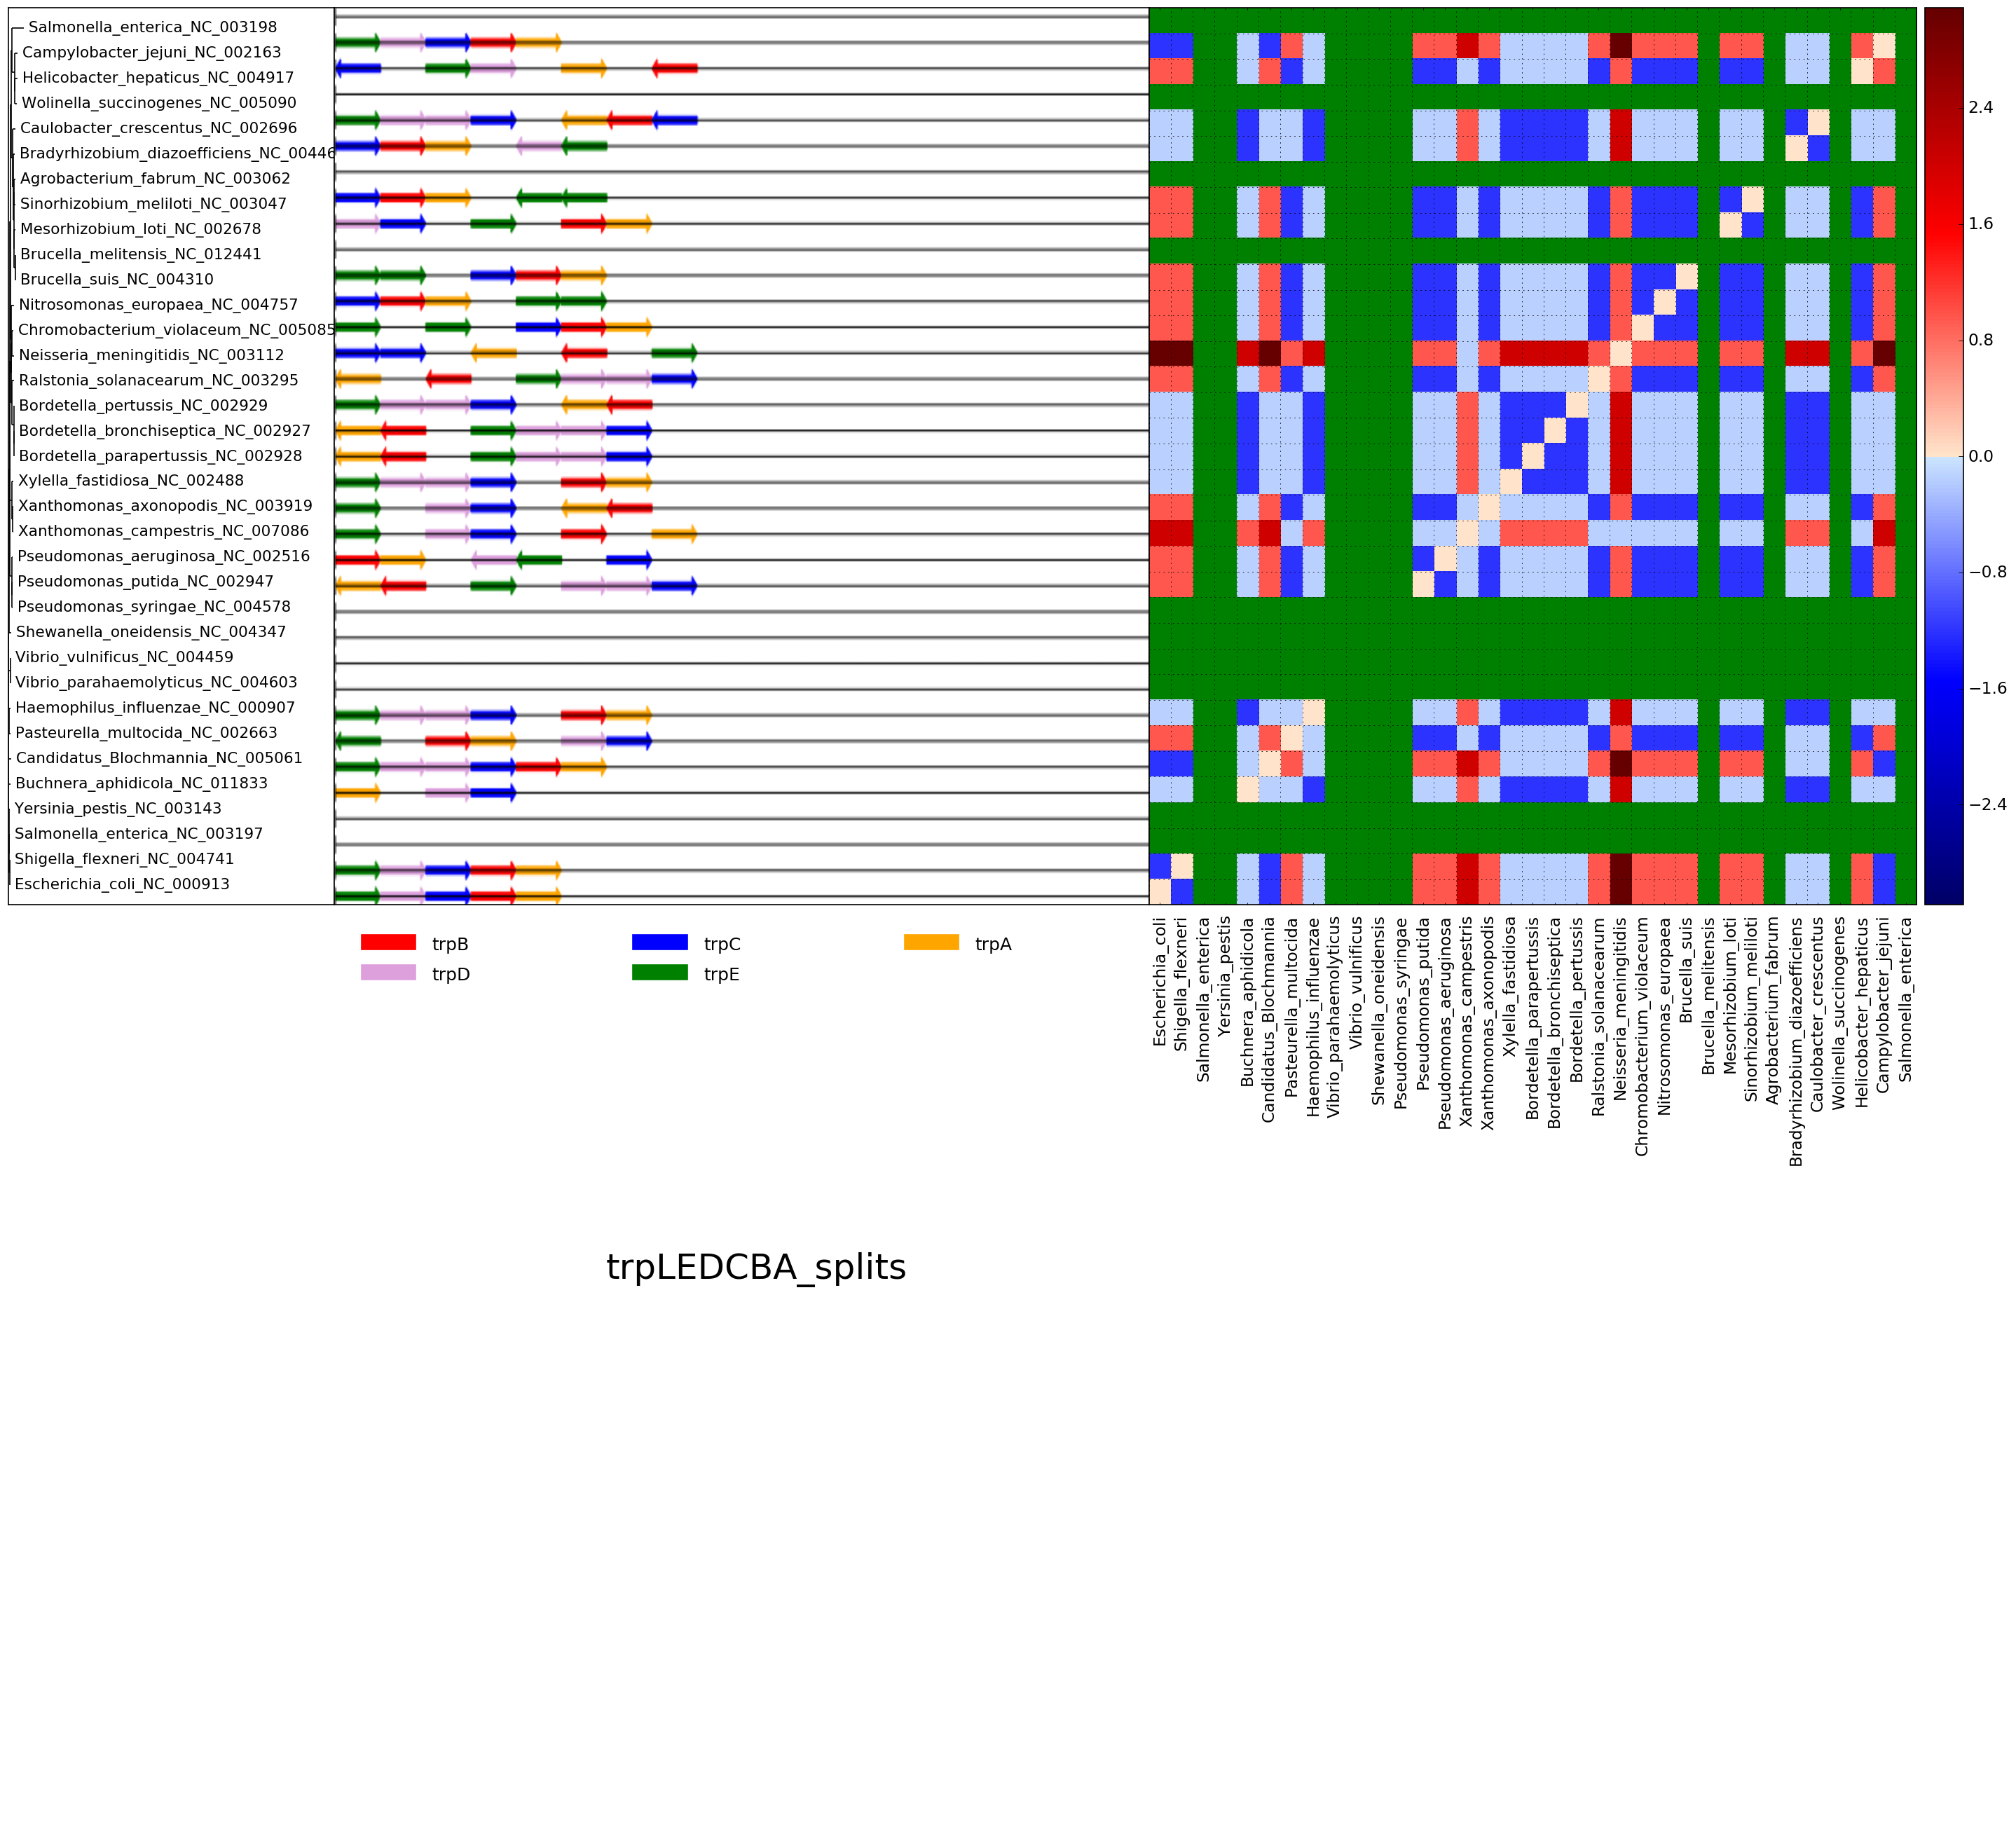 Salmonella_enterica_NC_003198
Campylobacter_jejuni_NC_002163
Helicobacter_hepaticus_NC_004917
Wolinella_succinogenes_NC_005090
Caulobacter_crescentus_NC_002696
Bradyrhizobium_diazoefficiens_NC_00446
Agrobacterium_fabrum_NC_003062
Sinorhizobium_meliloti_NC_003047
Mesorhizobium_loti_NC_002678
Brucella_melitensis_NC_012441
Brucella_suis_NC_004310
Nitrosomonas_europaea_NC_004757
Chromobacterium_violaceum_NC_005085
Neisseria_meningitidis_NC_003112
Ralstonia_solanacearum_NC_003295
Bordetella_pertussis_NC_002929
Bordetella_bronchiseptica_NC_002927
Bordetella_parapertussis_NC_002928
Xylella_fastidiosa_NC_002488
Xanthomonas_axonopodis_NC_003919
Xanthomonas_campestris_NC_007086
Pseudomonas_aeruginosa_NC_002516
Pseudomonas_putida_NC_002947
Pseudomonas_syringae_NC_004578
Shewanella_oneidensis_NC_004347
Vibrio_vulnificus_NC_004459
Vibrio_parahaemolyticus_NC_004603
Haemophilus_influenzae_NC_000907
Pasteurella_multocida_NC_002663
Candidatus_Blochmannia_NC_005061
Buchnera_aphidicola_NC_011833
Yersinia_pestis_NC_003143
Salmonella_enterica_NC_003197
Shigella_flexneri_NC_004741
Escherichia_coli_NC_000913
2.4
1.6
0.8
0.0
−0.8
−1.6
−2.4
trpB trpC trpA
trpD trpE
Escherichia_coli
Shigella_flexneri
Salmonella_enterica
Yersinia_pestis
Buchnera_aphidicola
Candidatus_Blochmannia
Pasteurella_multocida
Haemophilus_influenzae
Vibrio_parahaemolyticus
Vibrio_vulnificus
Shewanella_oneidensis
Pseudomonas_syringae
Pseudomonas_putida
Pseudomonas_aeruginosa
Xanthomonas_campestris
Xanthomonas_axonopodis
Xylella_fastidiosa
Bordetella_parapertussis
Bordetella_bronchiseptica
Bordetella_pertussis
Ralstonia_solanacearum
Neisseria_meningitidis
Chromobacterium_violaceum
Nitrosomonas_europaea
Brucella_suis
Brucella_melitensis
Mesorhizobium_loti
Sinorhizobium_meliloti
Agrobacterium_fabrum
Bradyrhizobium_diazoefficiens
Caulobacter_crescentus
Wolinella_succinogenes
Helicobacter_hepaticus
Campylobacter_jejuni
Salmonella_enterica
trpLEDCBA_splits